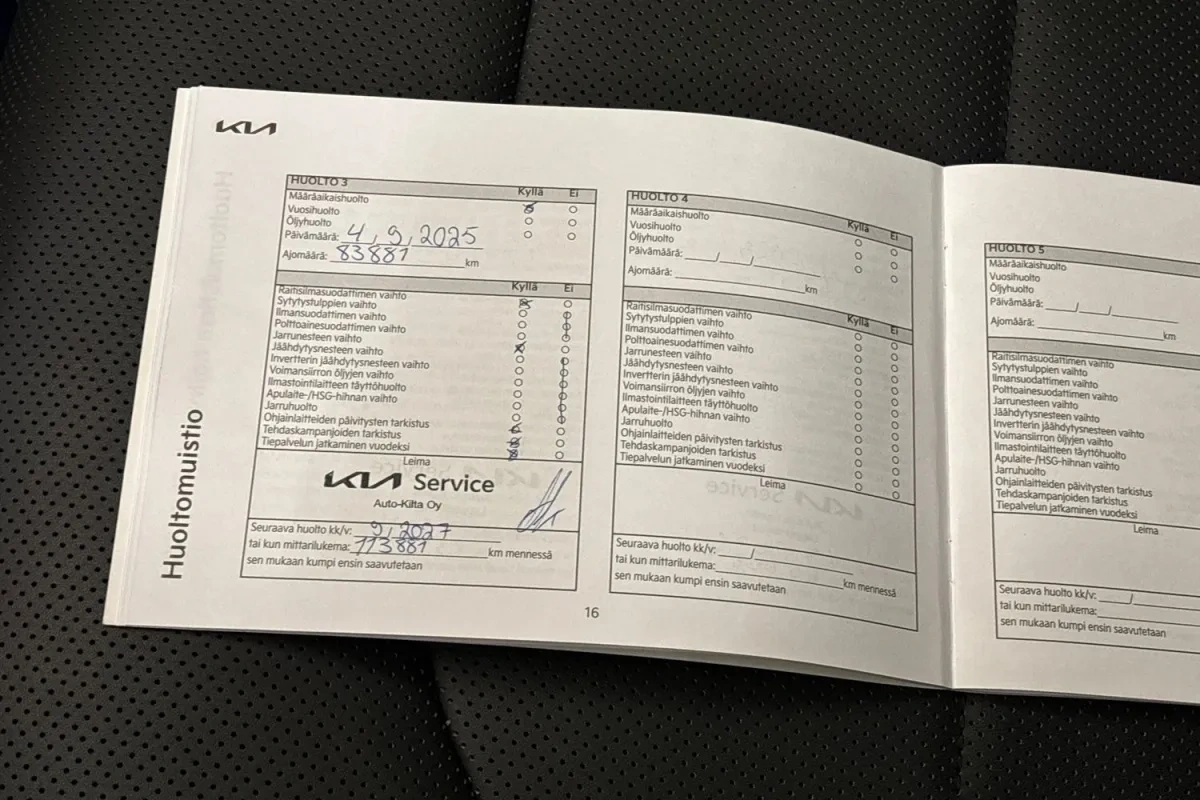 KIA
Huoltomuistio
HUOLTO 3
Kyllä Ei
Määräaikaishuolto
Vuosihuolto
Öljyhuolto
Päivämäärä: 4, 9, 2025
Ajomäärä: 83881 km
Kyllä Ei
Raitisilmasuodattimen vaihto
Sytytystulppien vaihto
Ilmansuodattimen vaihto
Polttoainesuodattimen vaihto
Jarrunesteen vaihto
Jäähdytysnesteen vaihto
Invertterin jäähdytysnesteen vaihto
Voimansiirron öljyjen vaihto
Ilmastointilaitteen täyttöhuolto
Apulaite-/HSG-hihnan vaihto
Jarruhuolto
Ohjainlaitteiden päivitysten tarkistus
Tehdaskampanjoiden tarkistus
Tiepalvelun jatkaminen vuodeksi
Leima
KIA Service
Auto-Kilta Oy
Seuraava huolto kk/v: 9, 2027
tai kun mittarilukema: 113881 km mennessä
sen mukaan kumpi ensin saavutetaan
HUOLTO 4
Kyllä Ei
Määräaikaishuolto
Vuosihuolto
Öljyhuolto
Päivämäärä: / /
Ajomäärä: km
Kyllä Ei
Raitisilmasuodattimen vaihto
Sytytystulppien vaihto
Ilmansuodattimen vaihto
Polttoainesuodattimen vaihto
Jarrunesteen vaihto
Jäähdytysnesteen vaihto
Invertterin jäähdytysnesteen vaihto
Voimansiirron öljyjen vaihto
Ilmastointilaitteen täyttöhuolto
Apulaite-/HSG-hihnan vaihto
Jarruhuolto
Ohjainlaitteiden päivitysten tarkistus
Tehdaskampanjoiden tarkistus
Tiepalvelun jatkaminen vuodeksi
Leima
Seuraava huolto kk/v: /
tai kun mittarilukema: km mennessä
sen mukaan kumpi ensin saavutetaan
16
HUOLTO 5
Määräaikaishuolto
Vuosihuolto
Öljyhuolto
Päivämäärä: / /
Ajomäärä: km
Raitisilmasuodattimen vaihto
Sytytystulppien vaihto
Ilmansuodattimen vaihto
Polttoainesuodattimen vaihto
Jarrunesteen vaihto
Jäähdytysnesteen vaihto
Invertterin jäähdytysnesteen vaihto
Voimansiirron öljyjen vaihto
Ilmastointilaitteen täyttöhuolto
Apulaite-/HSG-hihnan vaihto
Jarruhuolto
Ohjainlaitteiden päivitysten tarkistus
Tehdaskampanjoiden tarkistus
Tiepalvelun jatkaminen vuodeksi
Leima
Seuraava huolto kk/v: /
tai kun mittarilukema:
sen mukaan kumpi ensin saavutetaan